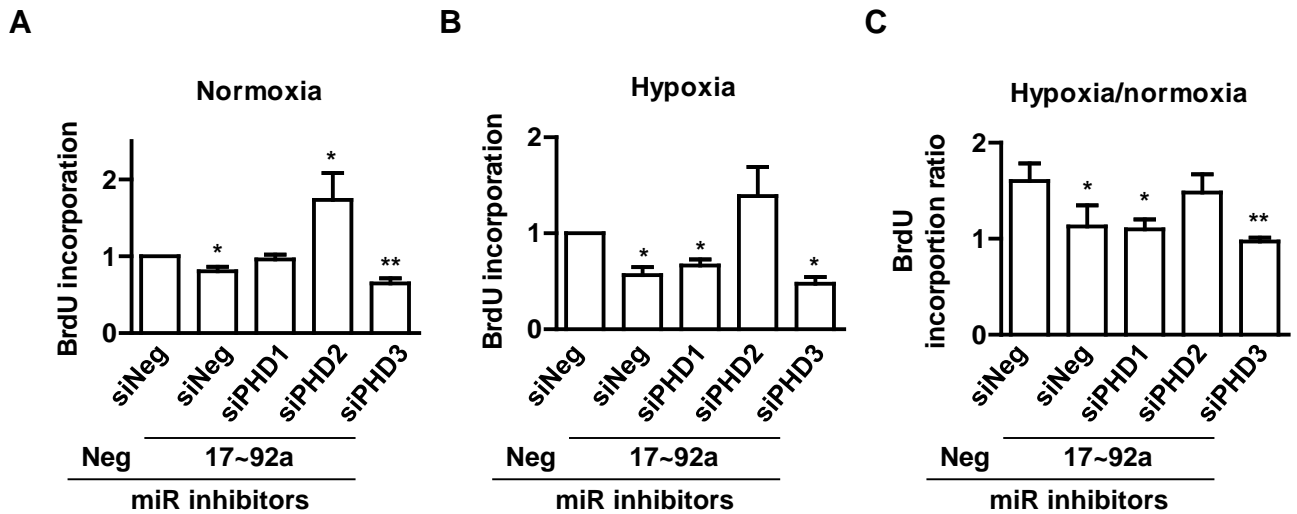 A
Normoxia
BrdU incorporation
2
1
0
*
*
**
siNeg
siNeg
siPHD1
siPHD2
siPHD3
Neg
17~92a
miR inhibitors
B
Hypoxia
BrdU incorporation
2
1
0
*
*
*
siNeg
siNeg
siPHD1
siPHD2
siPHD3
Neg
17~92a
miR inhibitors
C
Hypoxia/normoxia
BrdU
incorportion ratio
2
1
0
*
*
**
siNeg
siNeg
siPHD1
siPHD2
siPHD3
Neg
17~92a
miR inhibitors